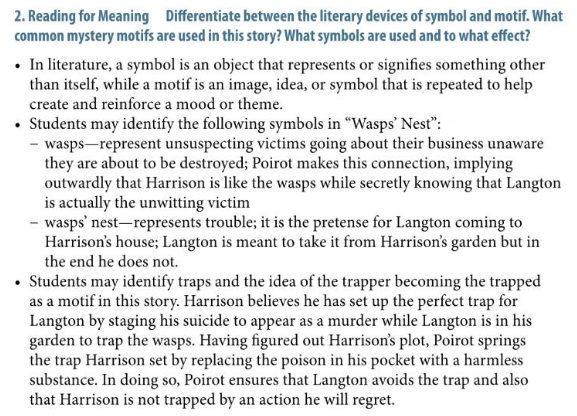 2. Reading for Meaning Differentiate between the literary devices of symbol and motif. What
common mystery motifs are used in this story? What symbols are used and to what effect?
• In literature, a symbol is an object that represents or signifies something other
than itself, while a motif is an image, idea, or symbol that is repeated to help
create and reinforce a mood or theme.
• Students may identify the following symbols in “Wasps’ Nest”:
– wasps—represent unsuspecting victims going about their business unaware
they are about to be destroyed; Poirot makes this connection, implying
outwardly that Harrison is like the wasps while secretly knowing that Langton
is actually the unwitting victim
– wasps’ nest—represents trouble; it is the pretense for Langton coming to
Harrison’s house; Langton is meant to take it from Harrison’s garden but in
the end he does not.
• Students may identify traps and the idea of the trapper becoming the trapped
as a motif in this story. Harrison believes he has set up the perfect trap for
Langton by staging his suicide to appear as a murder while Langton is in his
garden to trap the wasps. Having figured out Harrison’s plot, Poirot springs
the trap Harrison set by replacing the poison in his pocket with a harmless
substance. In doing so, Poirot ensures that Langton avoids the trap and also
that Harrison is not trapped by an action he will regret.